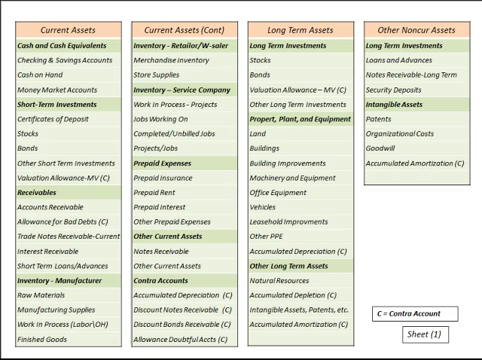 Current Assets
Cash and Cash Equivalents
Checking & Savings Accounts
Cash on Hand
Money Market Accounts
Short-Term Investments
Certificates of Deposit
Stocks
Bonds
Other Short Term Investments
Valuation Allowance-MV (C)
Receivables
Accounts Receivable
Allowance for Bad Debts (C)
Trade Notes Receivable-Current
Interest Receivable
Short Term Loans/Advances
Inventory - Manufacturer
Raw Materials
Manufacturing Supplies
Work in Process (Labor\OH)
Finished Goods
Current Assets (Cont)
Inventory - Retailor/W-saler
Merchandise Inventory
Store Supplies
Inventory – Service Company
Work In Process - Projects
Jobs Working On
Completed/Unbilled Jobs
Projects/Jobs
Prepaid Expenses
Prepaid Insurance
Prepaid Rent
Prepaid Interest
Other Prepaid Expenses
Other Current Assets
Notes Receivable
Other Current Assets
Contra Accounts
Accumulated Depreciation (C)
Discount Notes Receivable (C)
Discount Bonds Receivable (C)
Allowance Doubtful Accts (C)
Long Term Assets
Long Term Investments
Stocks
Bonds
Valuation Allowance – MV (C)
Other Long Term Investments
Propert, Plant, and Equipment
Land
Buildings
Building Improvements
Machinery and Equipment
Office Equipment
Vehicles
Leasehold Improvments
Other PPE
Accumulated Depreciation (C)
Other Long Term Assets
Natural Resources
Accumulated Depletion (C)
Intangible Assets, Patents, etc.
Accumulated Amortization (C)
Other Noncur Assets
Long Term Investments
Loans and Advances
Notes Receivable-Long Term
Security Deposits
Intangible Assets
Patents
Organizational Costs
Goodwill
Accumulated Amortization (C)
C = Contra Account
Sheet (1)